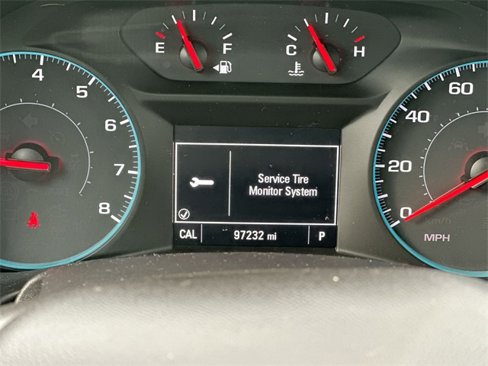 E F C H
4 5 6 7 8
0 20 40 60
Service Tire
Monitor System
CAL 97232 mi P
MPH